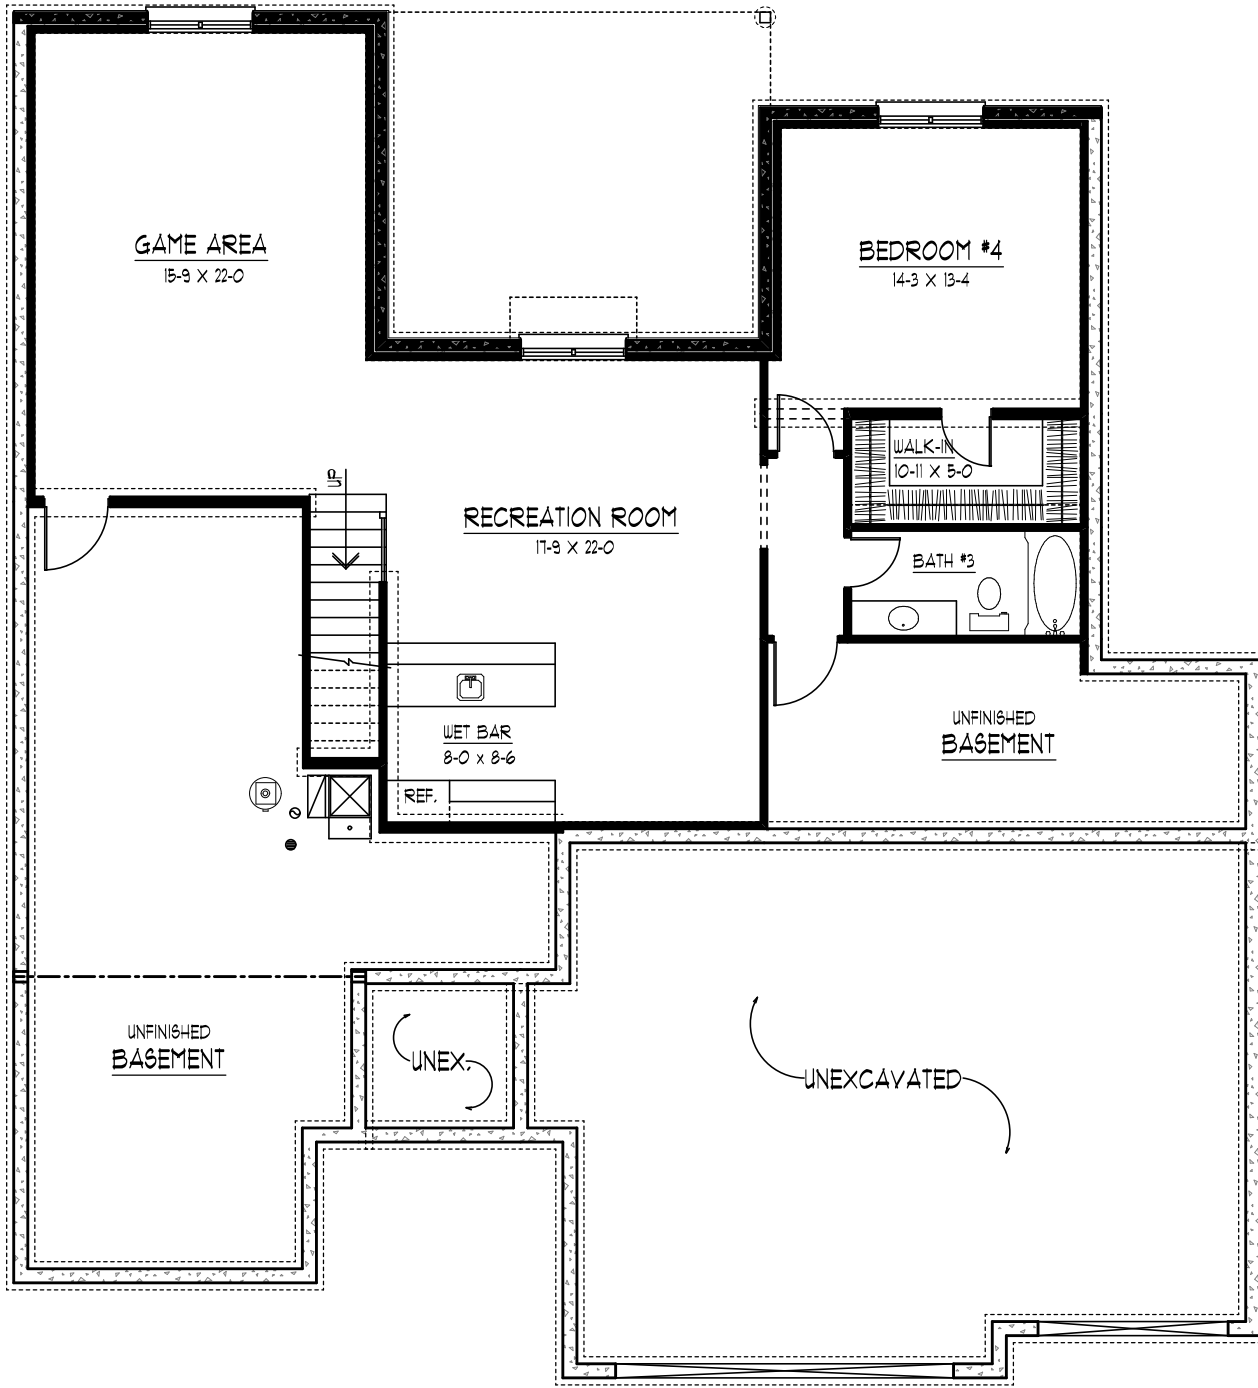 GAME AREA
15-9 X 22-0
BEDROOM #4
14-3 X 13-4
WALK-IN
10-11 X 5-0
UP
RECREATION ROOM
17-9 X 22-0
BATH #3
WET BAR
8-0 x 8-6
REF.
UNFINISHED
BASEMENT
UNFINISHED
BASEMENT
UNEX.
UNEXCAVATED